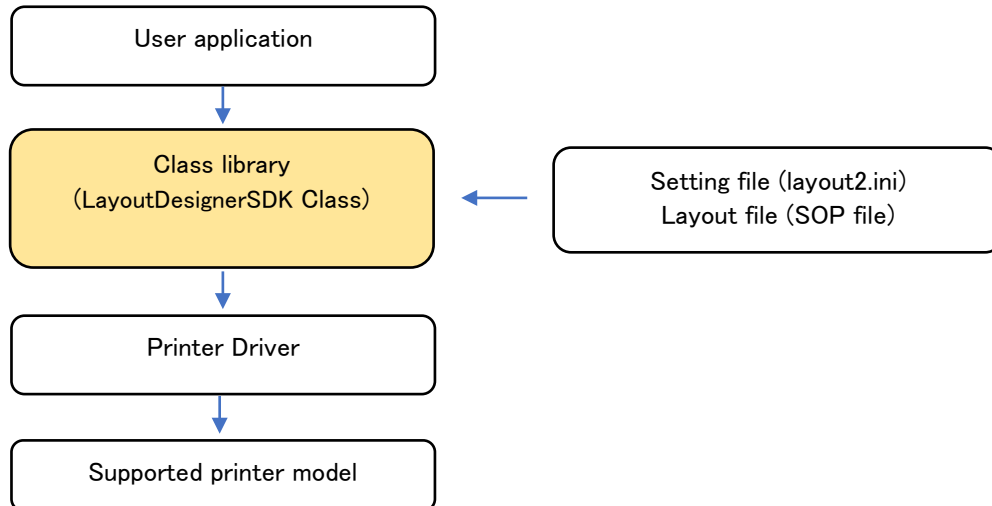 User application
Class library
(LayoutDesignerSDK Class)
Setting file (layout2.ini)
Layout file (SOP file)
Printer Driver
Supported printer model